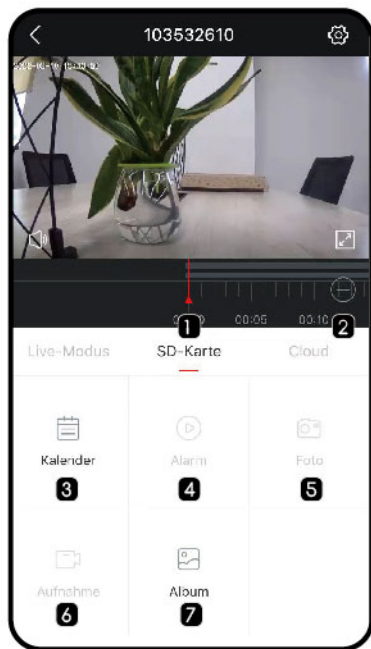 103532610
00:05
00:10
1
2
Live-Modus
SD-Karte
Cloud
Kalender
Alarm
Foto
3
4
5
Aufnahme
Album
6
7